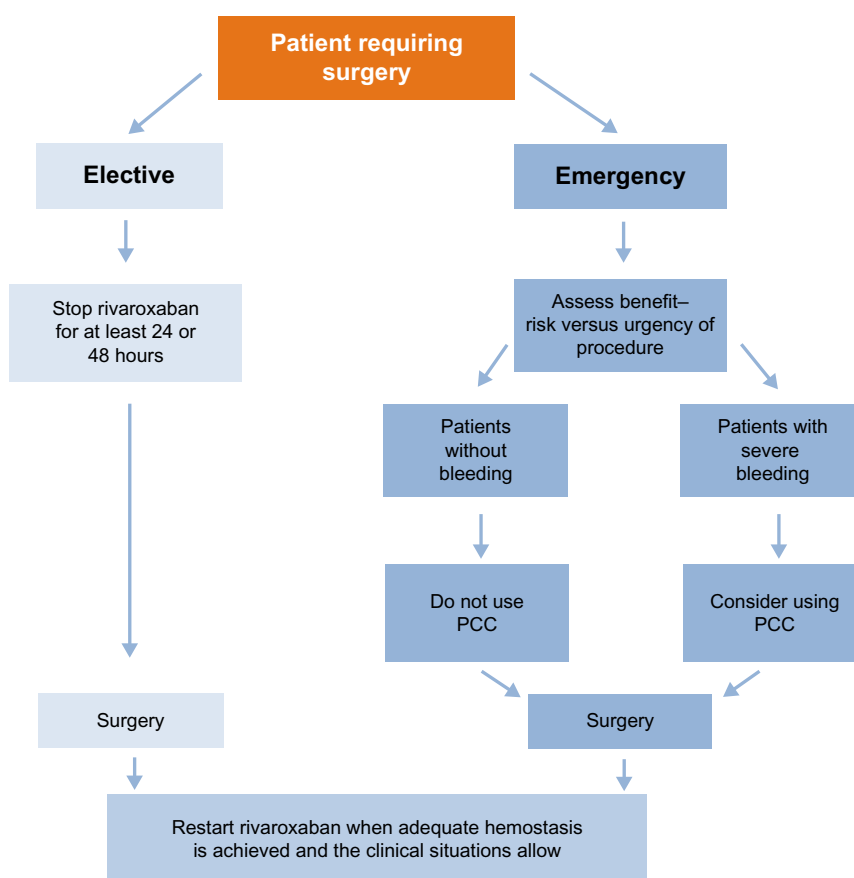 Patient requiring
surgery
Elective
Emergency
Stop rivaroxaban
for at least 24 or
48 hours
Assess benefit–
risk versus urgency of
procedure
Patients
without
bleeding
Patients with
severe
bleeding
Do not use
PCC
Consider using
PCC
Surgery
Surgery
Restart rivaroxaban when adequate hemostasis
is achieved and the clinical situations allow